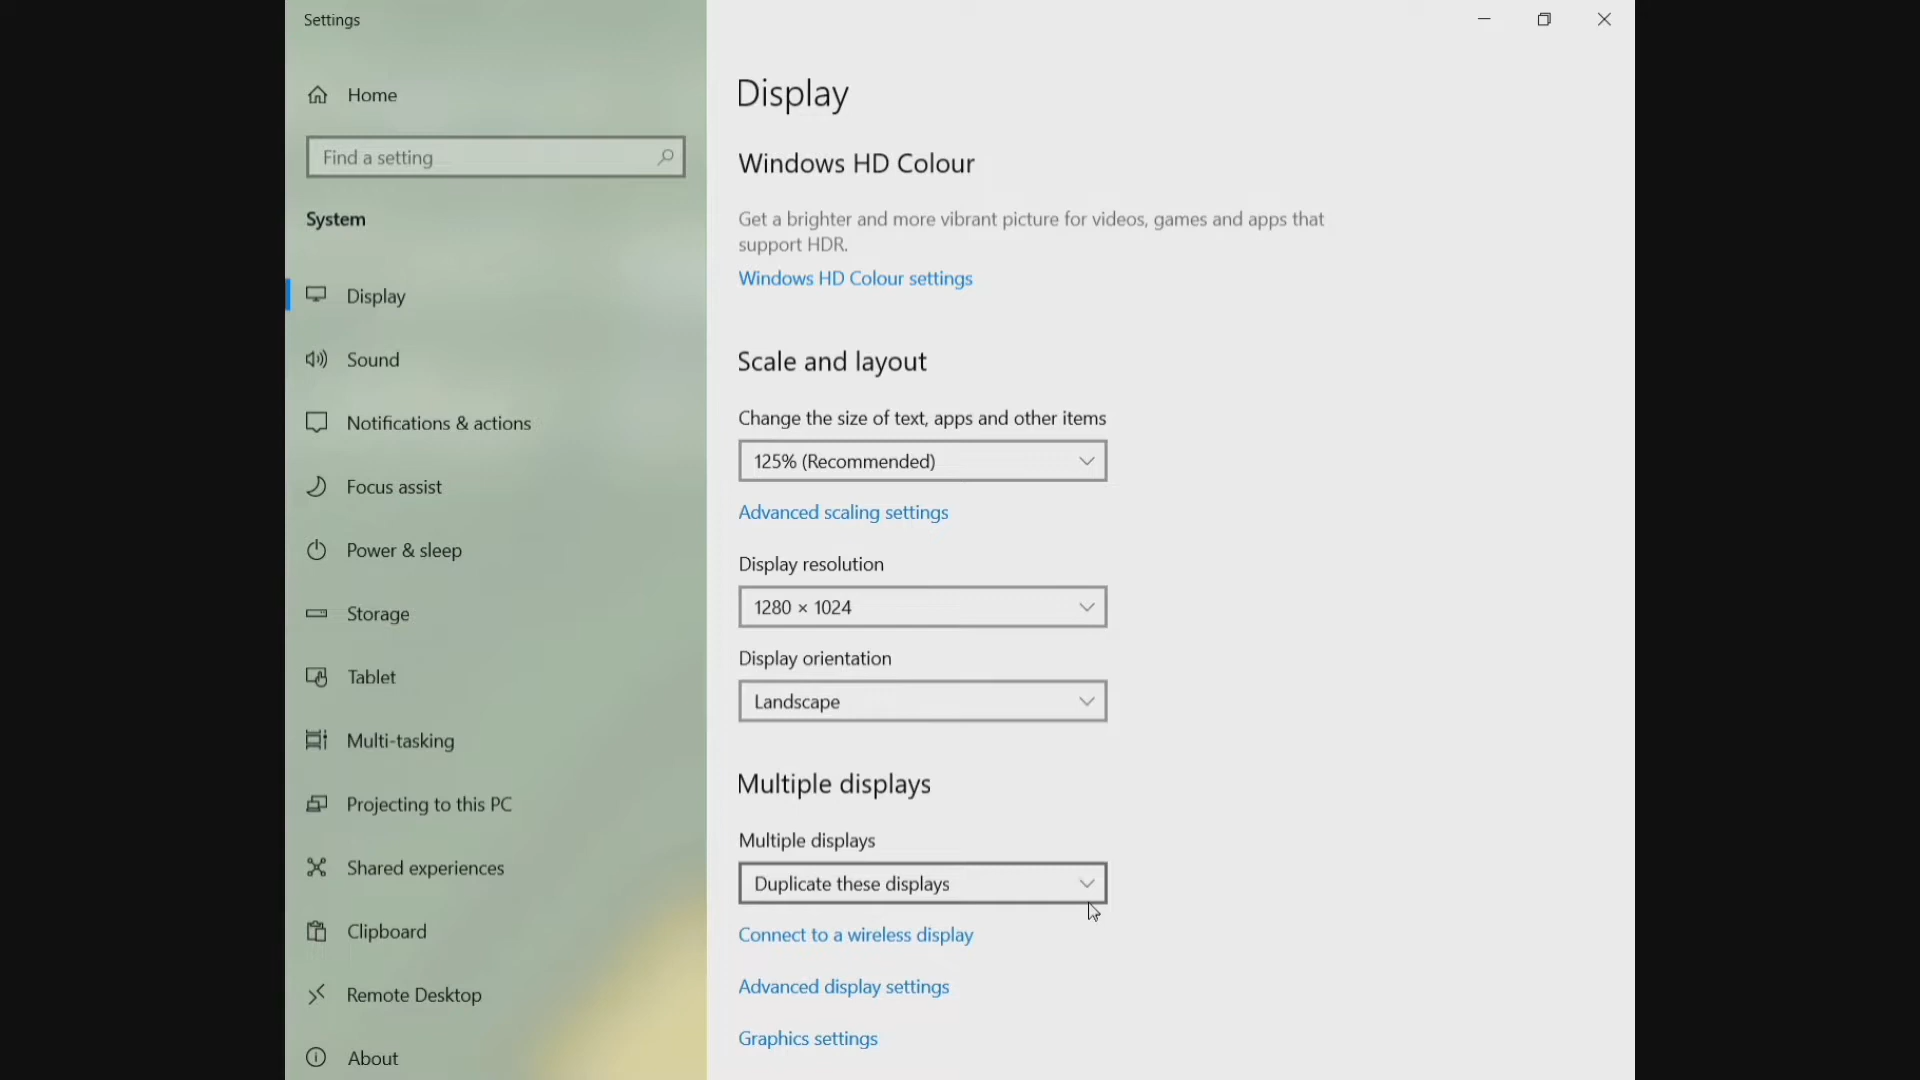 Settings
Home
Find a setting
System
Display
Sound
Notifications & actions
Focus assist
Power & sleep
Storage
Tablet
Multi-tasking
Projecting to this PC
Shared experiences
Clipboard
Remote Desktop
About
Display
Windows HD Colour
Get a brighter and more vibrant picture for videos, games and apps that
support HDR.
Windows HD Colour settings
Scale and layout
Change the size of text, apps and other items
125% (Recommended)
Advanced scaling settings
Display resolution
1280 × 1024
Display orientation
Landscape
Multiple displays
Multiple displays
Duplicate these displays
Connect to a wireless display
Advanced display settings
Graphics settings